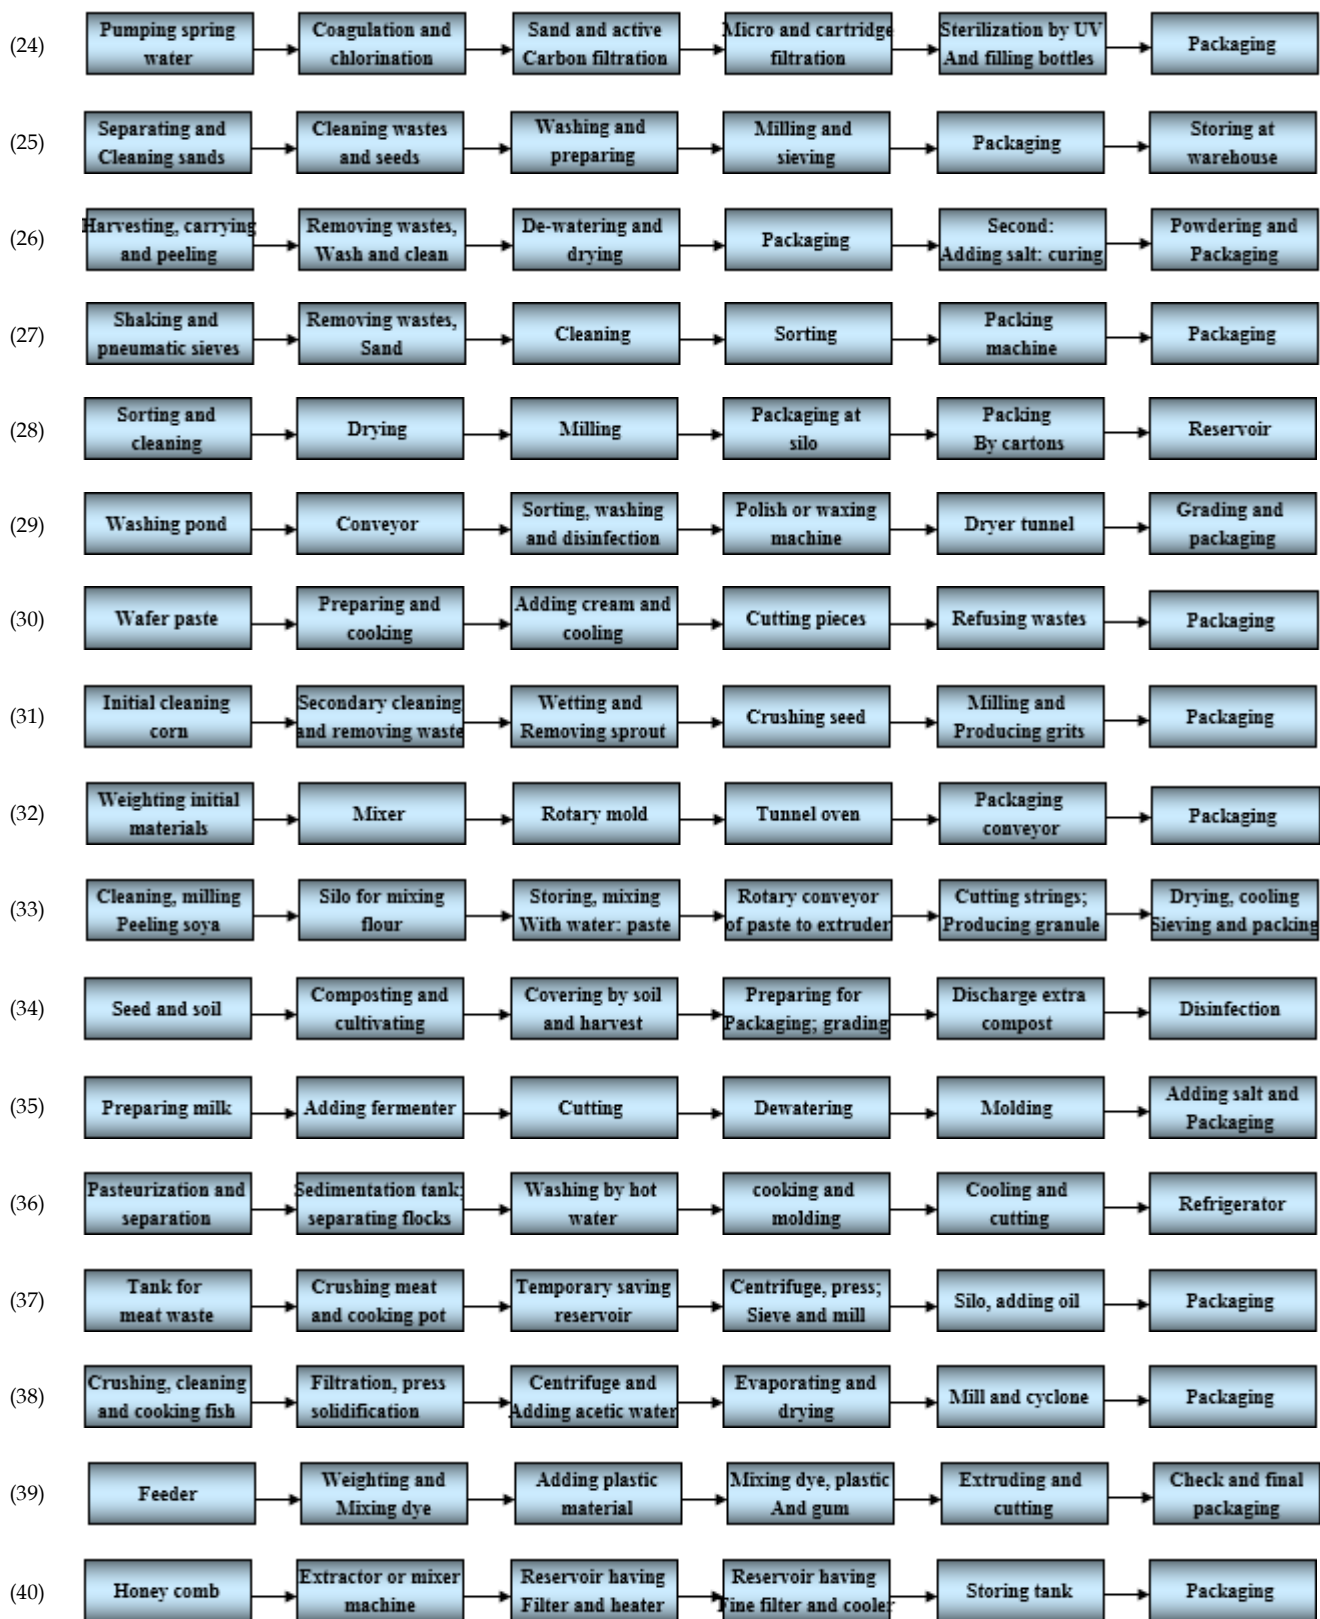 (24)
Pumping spring
water
Coagulation and
chlorination
Sand and active
Carbon filtration
Micro and cartridge
filtration
Sterilization by UV
And filling bottles
Packaging
(25)
Separating and
Cleaning sands
Cleaning wastes
and seeds
Washing and
preparing
Milling and
sieving
Packaging
Storing at
warehouse
(26)
Harvesting, carrying
and peeling
Removing wastes,
Wash and clean
De-watering and
drying
Packaging
Second:
Adding salt: curing
Powdering and
Packaging
(27)
Shaking and
pneumatic sieves
Removing wastes,
Sand
Cleaning
Sorting
Packing
machine
Packaging
(28)
Sorting and
cleaning
Drying
Milling
Packaging at
silo
Packing
By cartons
Reservoir
(29)
Washing pond
Conveyor
Sorting, washing
and disinfection
Polish or waxing
machine
Dryer tunnel
Grading and
packaging
(30)
Wafer paste
Preparing and
cooking
Adding cream and
cooling
Cutting pieces
Refusing wastes
Packaging
(31)
Initial cleaning
corn
Secondary cleaning
and removing waste
Wetting and
Removing sprout
Crushing seed
Milling and
Producing grits
Packaging
(32)
Weighting initial
materials
Mixer
Rotary mold
Tunnel oven
Packaging
conveyor
Packaging
(33)
Cleaning, milling
Peeling soya
Silo for mixing
flour
Storing, mixing
With water: paste
Rotary conveyor
of paste to extruder
Cutting strings;
Producing granule
Drying, cooling
Sieving and packing
(34)
Seed and soil
Composting and
cultivating
Covering by soil
and harvest
Preparing for
Packaging; grading
Discharge extra
compost
Disinfection
(35)
Preparing milk
Adding fermenter
Cutting
Dewatering
Molding
Adding salt and
Packaging
(36)
Pasteurization and
separation
Sedimentation tank;
separating flocks
Washing by hot
water
cooking and
molding
Cooling and
cutting
Refrigerator
(37)
Tank for
meat waste
Crushing meat
and cooking pot
Temporary saving
reservoir
Centrifuge, press;
Sieve and mill
Silo, adding oil
Packaging
(38)
Crushing, cleaning
and cooking fish
Filtration, press
solidification
Centrifuge and
Adding acetic water
Evaporating and
drying
Mill and cyclone
Packaging
(39)
Feeder
Weighting and
Mixing dye
Adding plastic
material
Mixing dye, plastic
And gum
Extruding and
cutting
Check and final
packaging
(40)
Honey comb
Extractor or mixer
machine
Reservoir having
Filter and heater
Reservoir having
Fine filter and cooler
Storing tank
Packaging